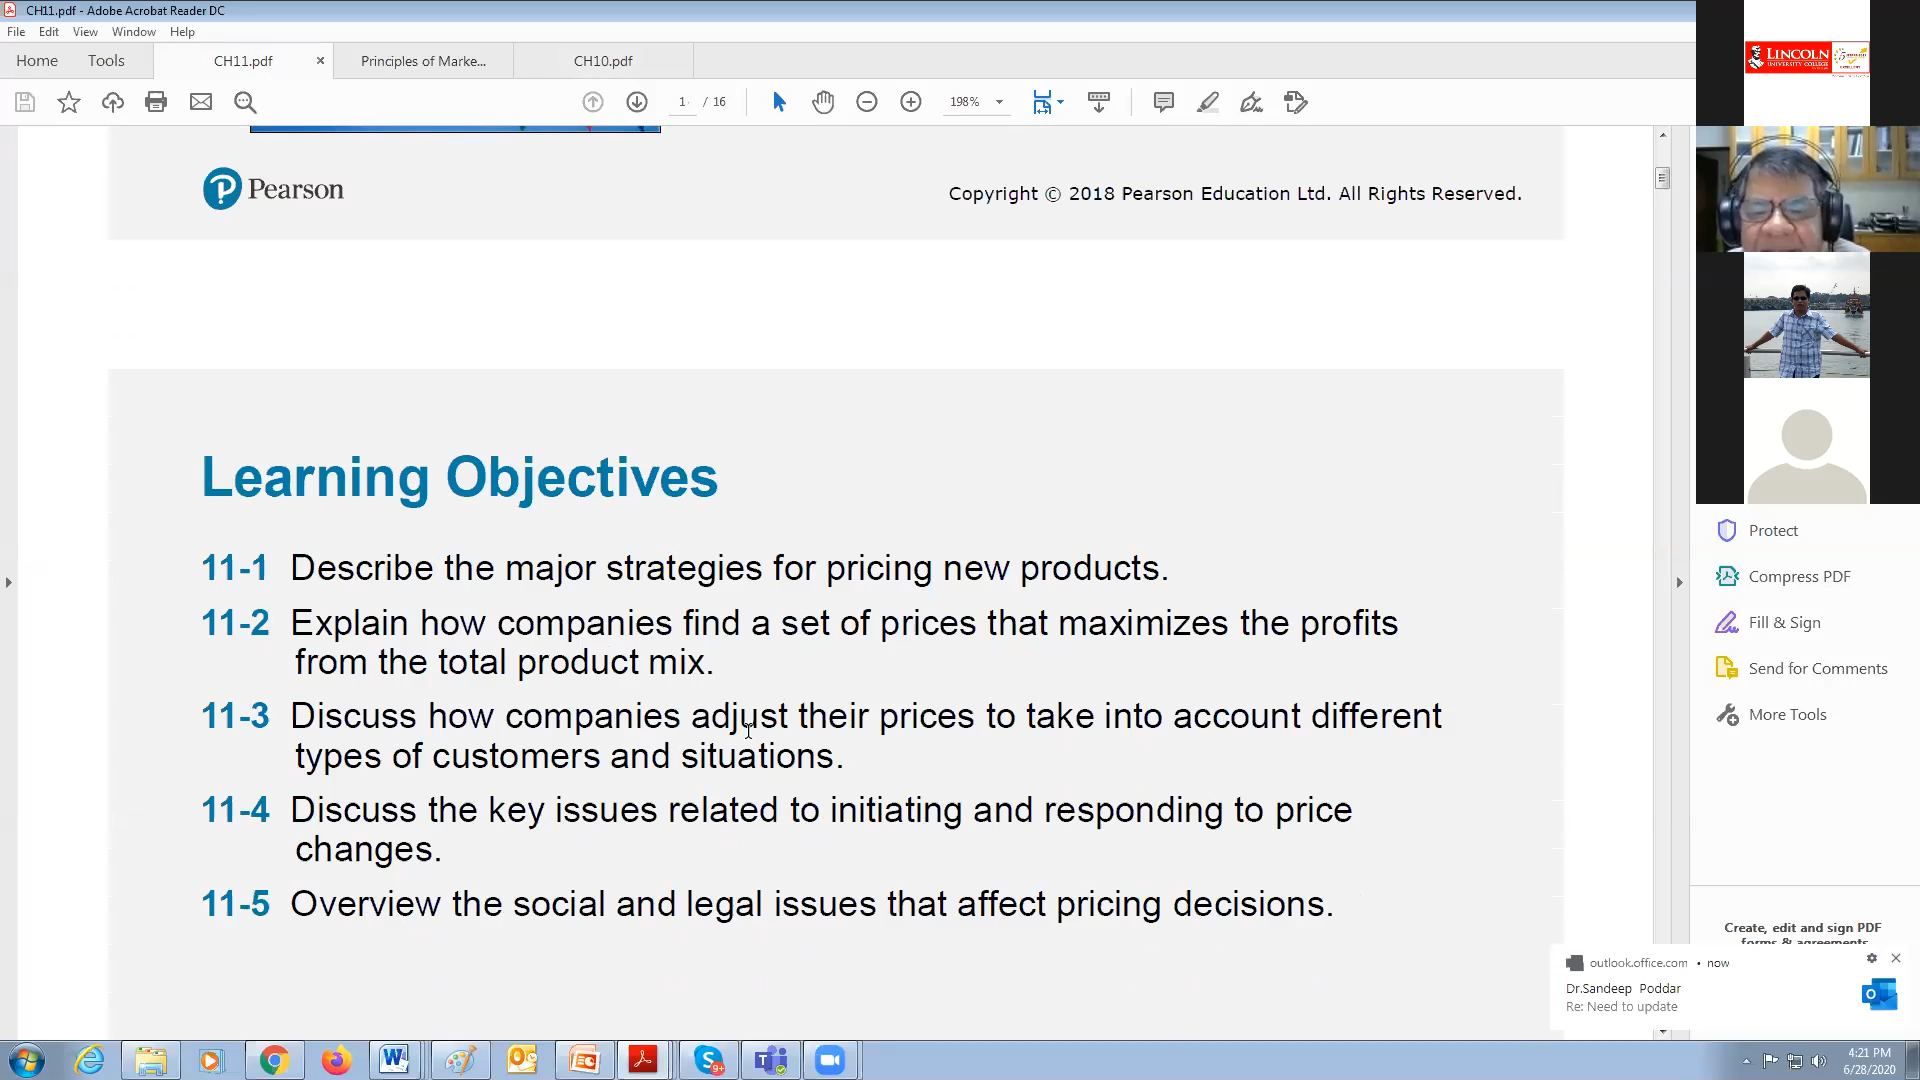 CH11.pdf - Adobe Acrobat Reader DC
File Edit View Window Help
Home Tools CH11.pdf × Principles of Marke... CH10.pdf
1 / 16 198%
Pearson
Copyright © 2018 Pearson Education Ltd. All Rights Reserved.
Learning Objectives
11-1 Describe the major strategies for pricing new products.
11-2 Explain how companies find a set of prices that maximizes the profits
from the total product mix.
11-3 Discuss how companies adjust their prices to take into account different
types of customers and situations.
11-4 Discuss the key issues related to initiating and responding to price
changes.
11-5 Overview the social and legal issues that affect pricing decisions.
LINCOLN
UNIVERSITY COLLEGE
Protect
Compress PDF
Fill & Sign
Send for Comments
More Tools
Create, edit and sign PDF
forms & agreements
outlook.office.com • now
Dr.Sandeep Poddar
Re: Need to update
9+
4:21 PM
6/28/2020